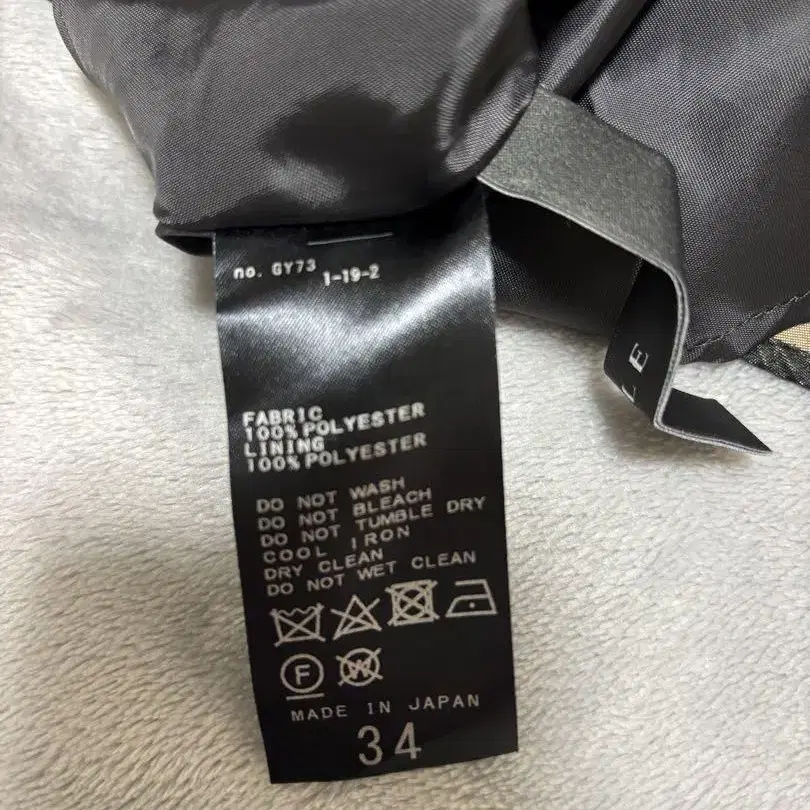 no. GY73
1-19-2
FABRIC
100% POLYESTER
LINING
100% POLYESTER
DO NOT WASH
DO NOT BLEACH
DO NOT TUMBLE DRY
COOL IRON
DRY CLEAN
DO NOT WET CLEAN
F W
MADE IN JAPAN
34
LE